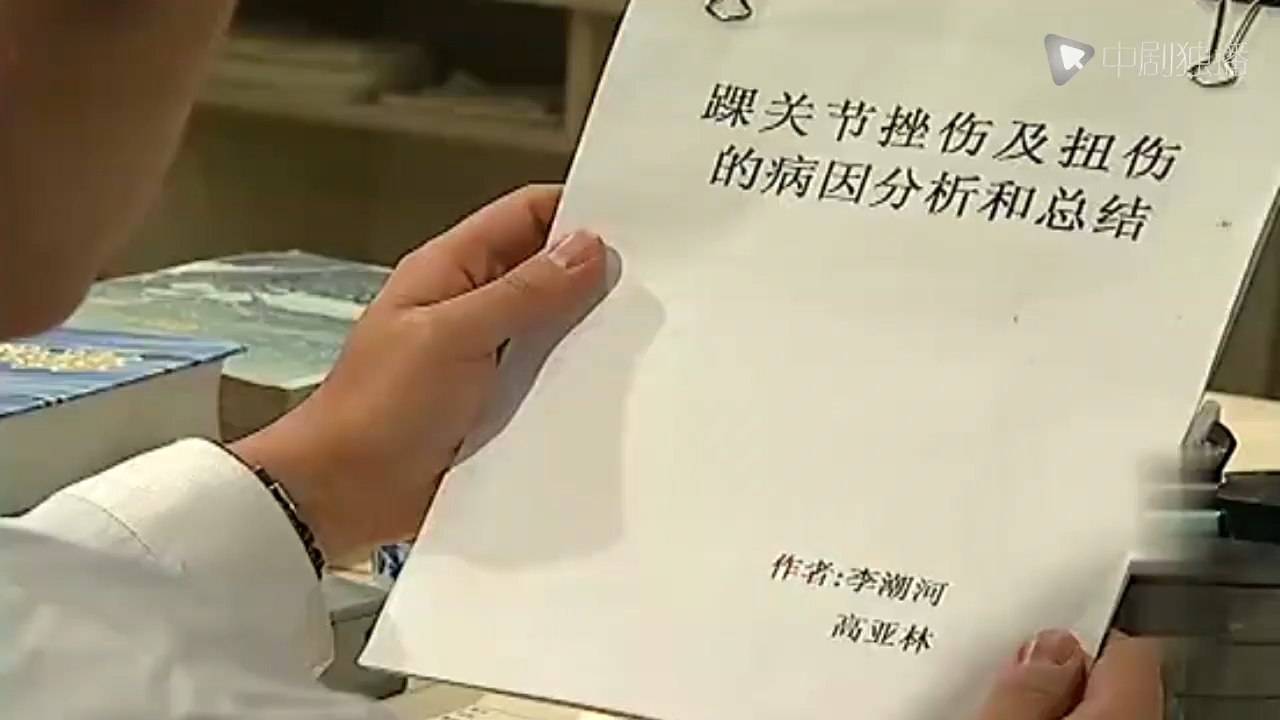 中剧独播
踝关节挫伤及扭伤
的病因分析和总结
作者:李潮河
高亚林